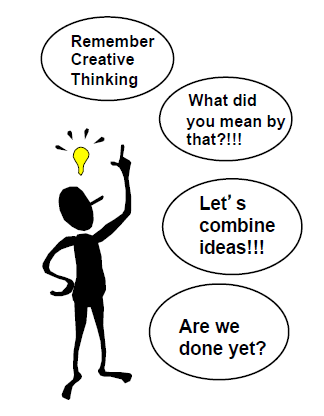 Remember
Creative
Thinking
What did
you mean by
that?!!!
Let's
combine
ideas!!!
Are we
done yet?